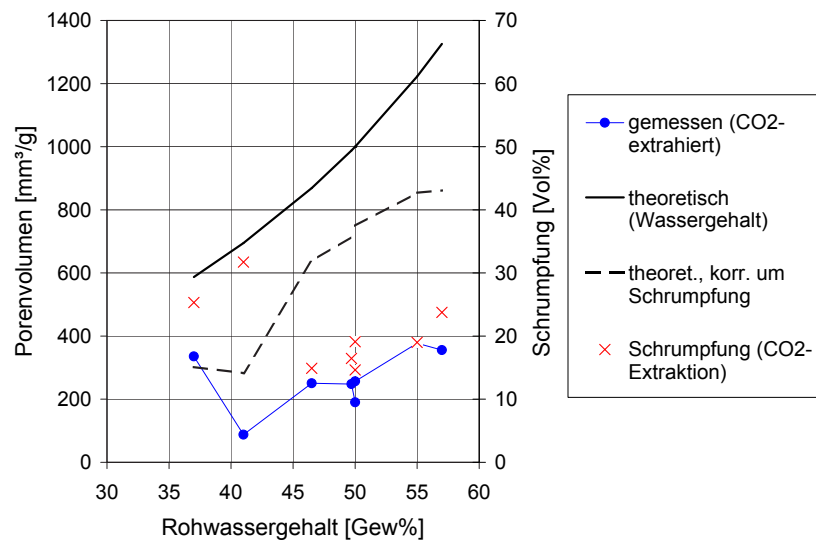 1400
1200
1000
800
600
400
200
0
Porenvolumen [mm³/g]
70
60
50
40
30
20
10
0
Schrumpfung [Vol%]
30
35
40
45
50
55
60
Rohwassergehalt [Gew%]
gemessen (CO2-
extrahiert)
theoretisch
(Wassergehalt)
theoret., korr. um
Schrumpfung
Schrumpfung (CO2-
Extraktion)